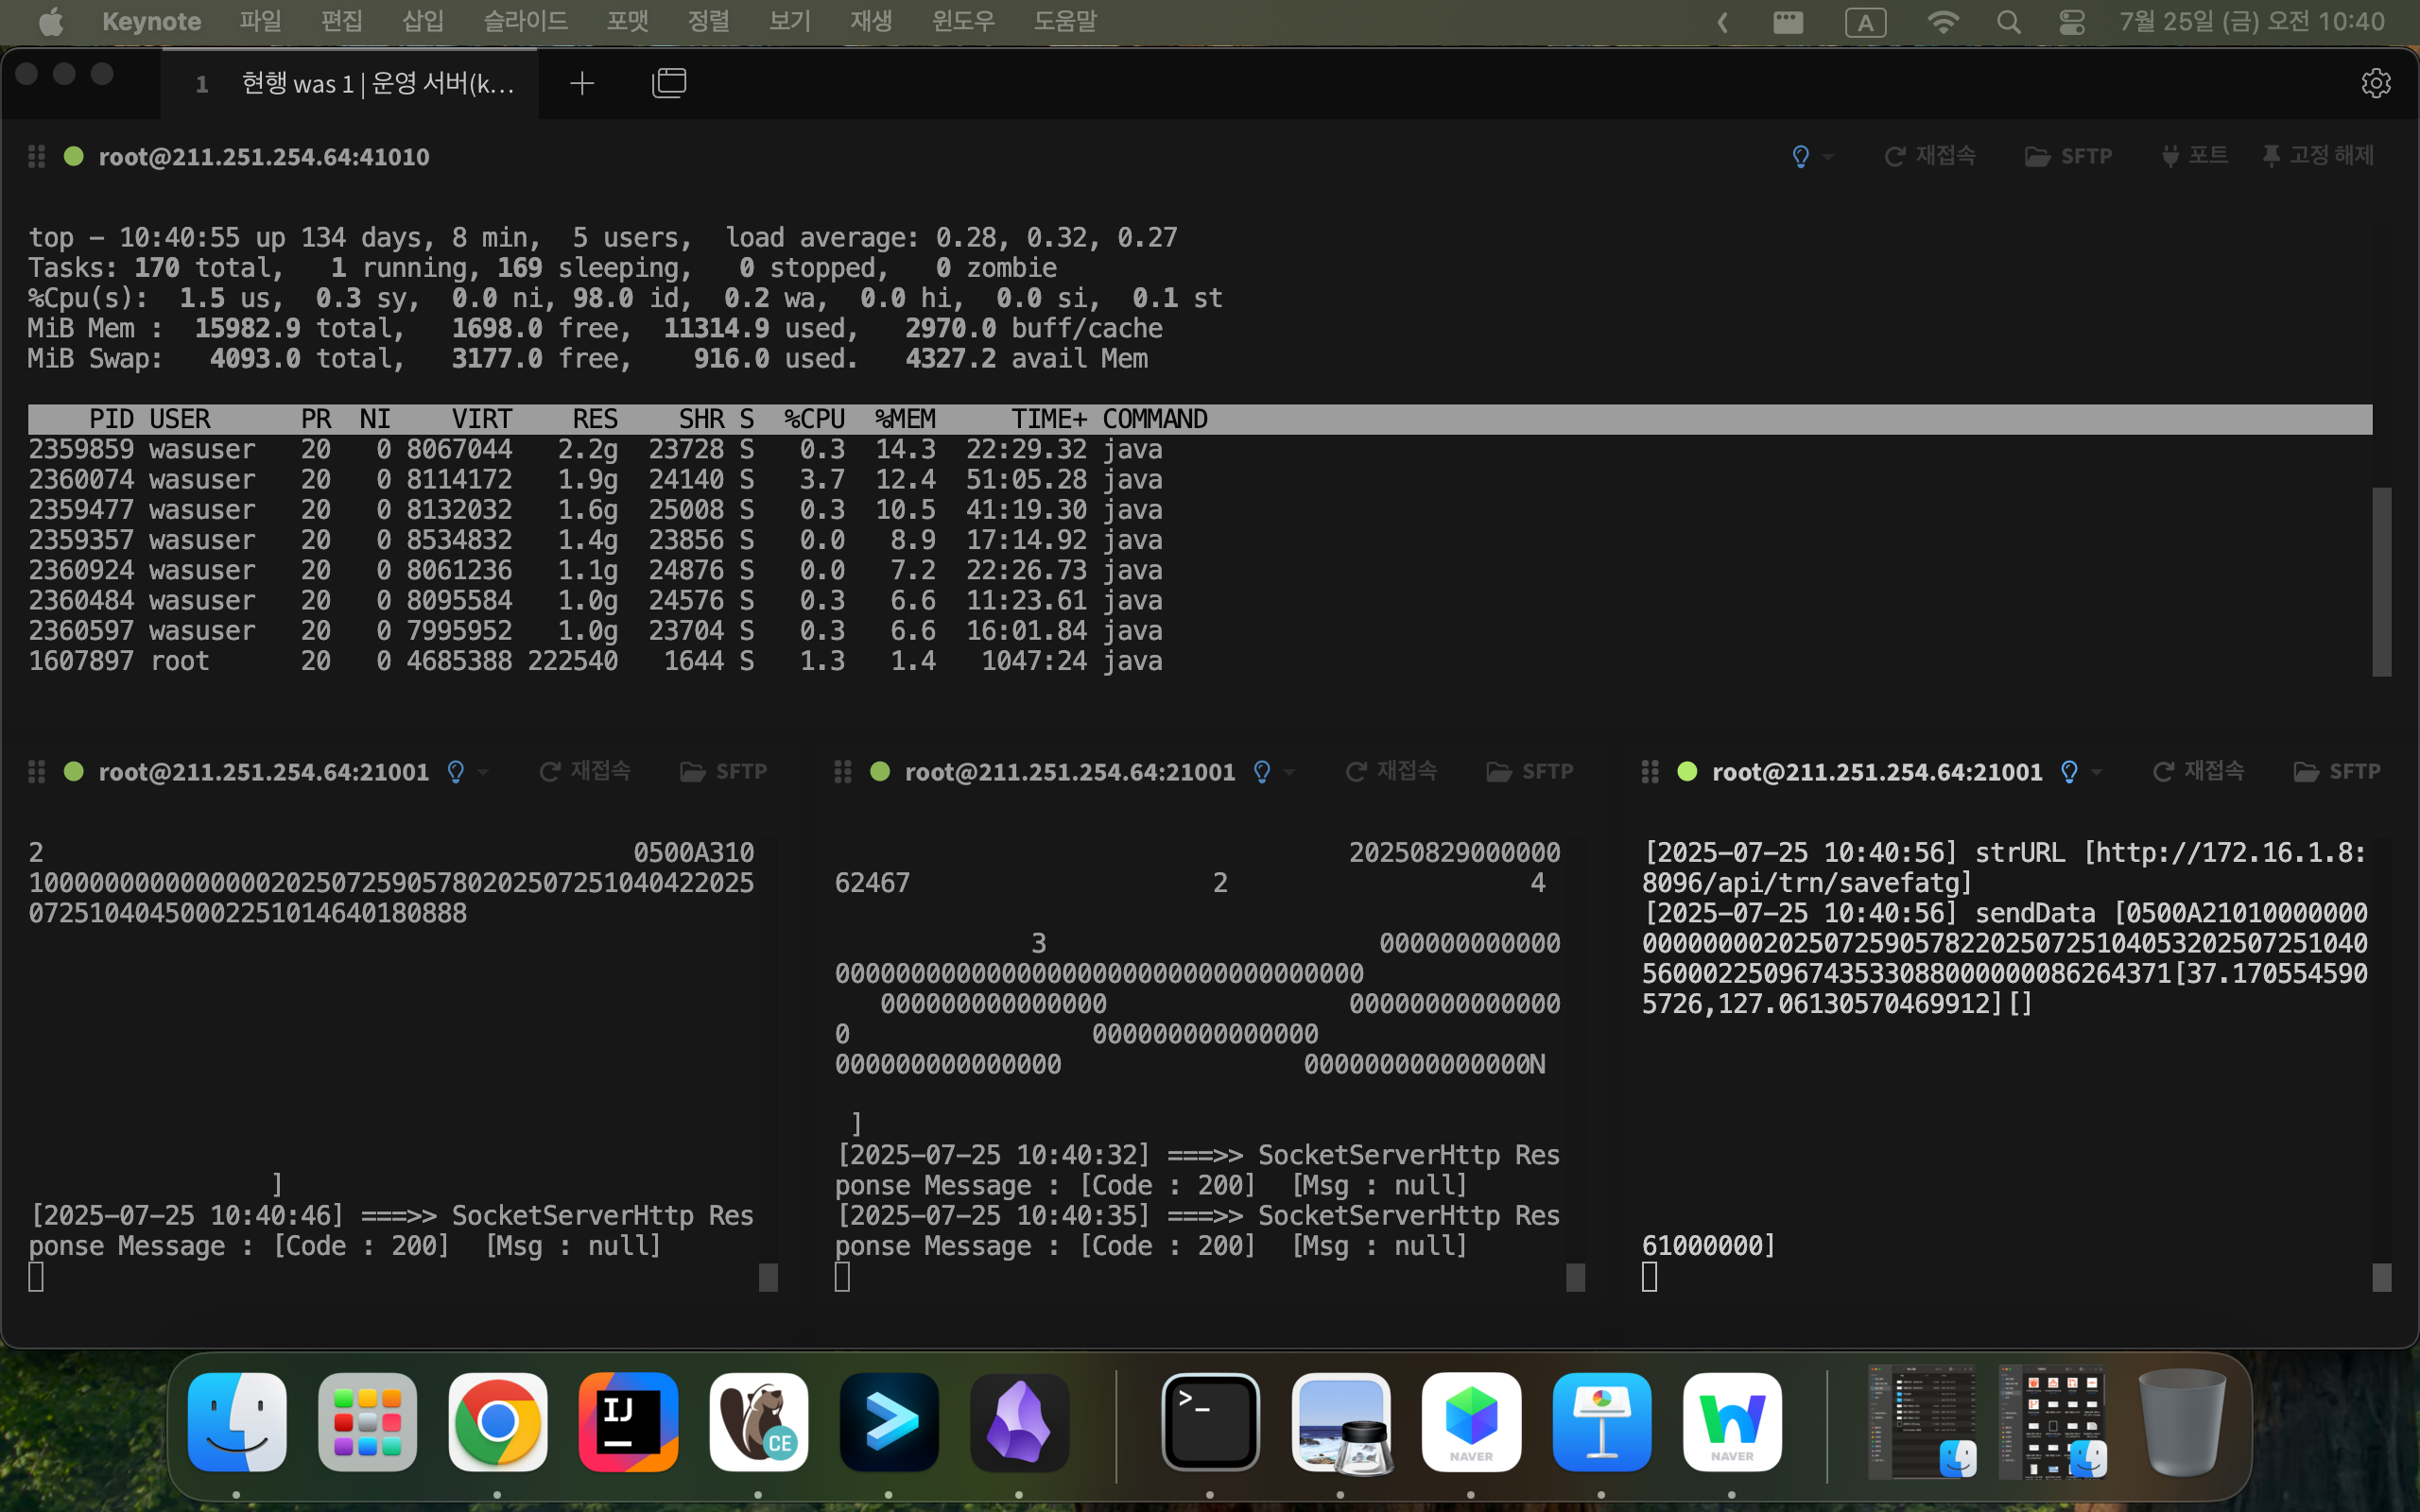 Keynote 파일 편집 삽입 슬라이드 포맷 정렬 보기 재생 윈도우 도움말 A 7월 25일 (금) 오전 10:40
1 현행 was 1 | 운영 서버(k...
root@211.251.254.64:41010 재접속 SFTP 포트 고정 해제
top - 10:40:55 up 134 days, 8 min, 5 users, load average: 0.28, 0.32, 0.27
Tasks: 170 total, 1 running, 169 sleeping, 0 stopped, 0 zombie
%Cpu(s): 1.5 us, 0.3 sy, 0.0 ni, 98.0 id, 0.2 wa, 0.0 hi, 0.0 si, 0.1 st
MiB Mem : 15982.9 total, 1698.0 free, 11314.9 used, 2970.0 buff/cache
MiB Swap: 4093.0 total, 3177.0 free, 916.0 used. 4327.2 avail Mem
PID USER PR NI VIRT RES SHR S %CPU %MEM TIME+ COMMAND
2359859 wasuser 20 0 8067044 2.2g 23728 S 0.3 14.3 22:29.32 java
2360074 wasuser 20 0 8114172 1.9g 24140 S 3.7 12.4 51:05.28 java
2359477 wasuser 20 0 8132032 1.6g 25008 S 0.3 10.5 41:19.30 java
2359357 wasuser 20 0 8534832 1.4g 23856 S 0.0 8.9 17:14.92 java
2360924 wasuser 20 0 8061236 1.1g 24876 S 0.0 7.2 22:26.73 java
2360484 wasuser 20 0 8095584 1.0g 24576 S 0.3 6.6 11:23.61 java
2360597 wasuser 20 0 7995952 1.0g 23704 S 0.3 6.6 16:01.84 java
1607897 root 20 0 4685388 222540 1644 S 1.3 1.4 1047:24 java
root@211.251.254.64:21001 재접속 SFTP
2 0500A310
100000000000000020250725905780202507251040422025
07251040450002251014640180888
]
[2025-07-25 10:40:46] ===>> SocketServerHttp Res
ponse Message : [Code : 200] [Msg : null]
root@211.251.254.64:21001 재접속 SFTP
20250829000000
62467 2 4
3 000000000000
00000000000000000000000000000000000
000000000000000 00000000000000
0 000000000000000
000000000000000 000000000000000N
]
[2025-07-25 10:40:32] ===>> SocketServerHttp Res
ponse Message : [Code : 200] [Msg : null]
[2025-07-25 10:40:35] ===>> SocketServerHttp Res
ponse Message : [Code : 200] [Msg : null]
root@211.251.254.64:21001 재접속 SFTP
[2025-07-25 10:40:56] strURL [http://172.16.1.8:
8096/api/trn/savefatg]
[2025-07-25 10:40:56] sendData [0500A21010000000
000000002025072590578220250725104053202507251040
56000225096743533088000000086264371[37.170554590
5726,127.06130570469912][]
61000000]
IJ
CE
>_
NAVER
NAVER